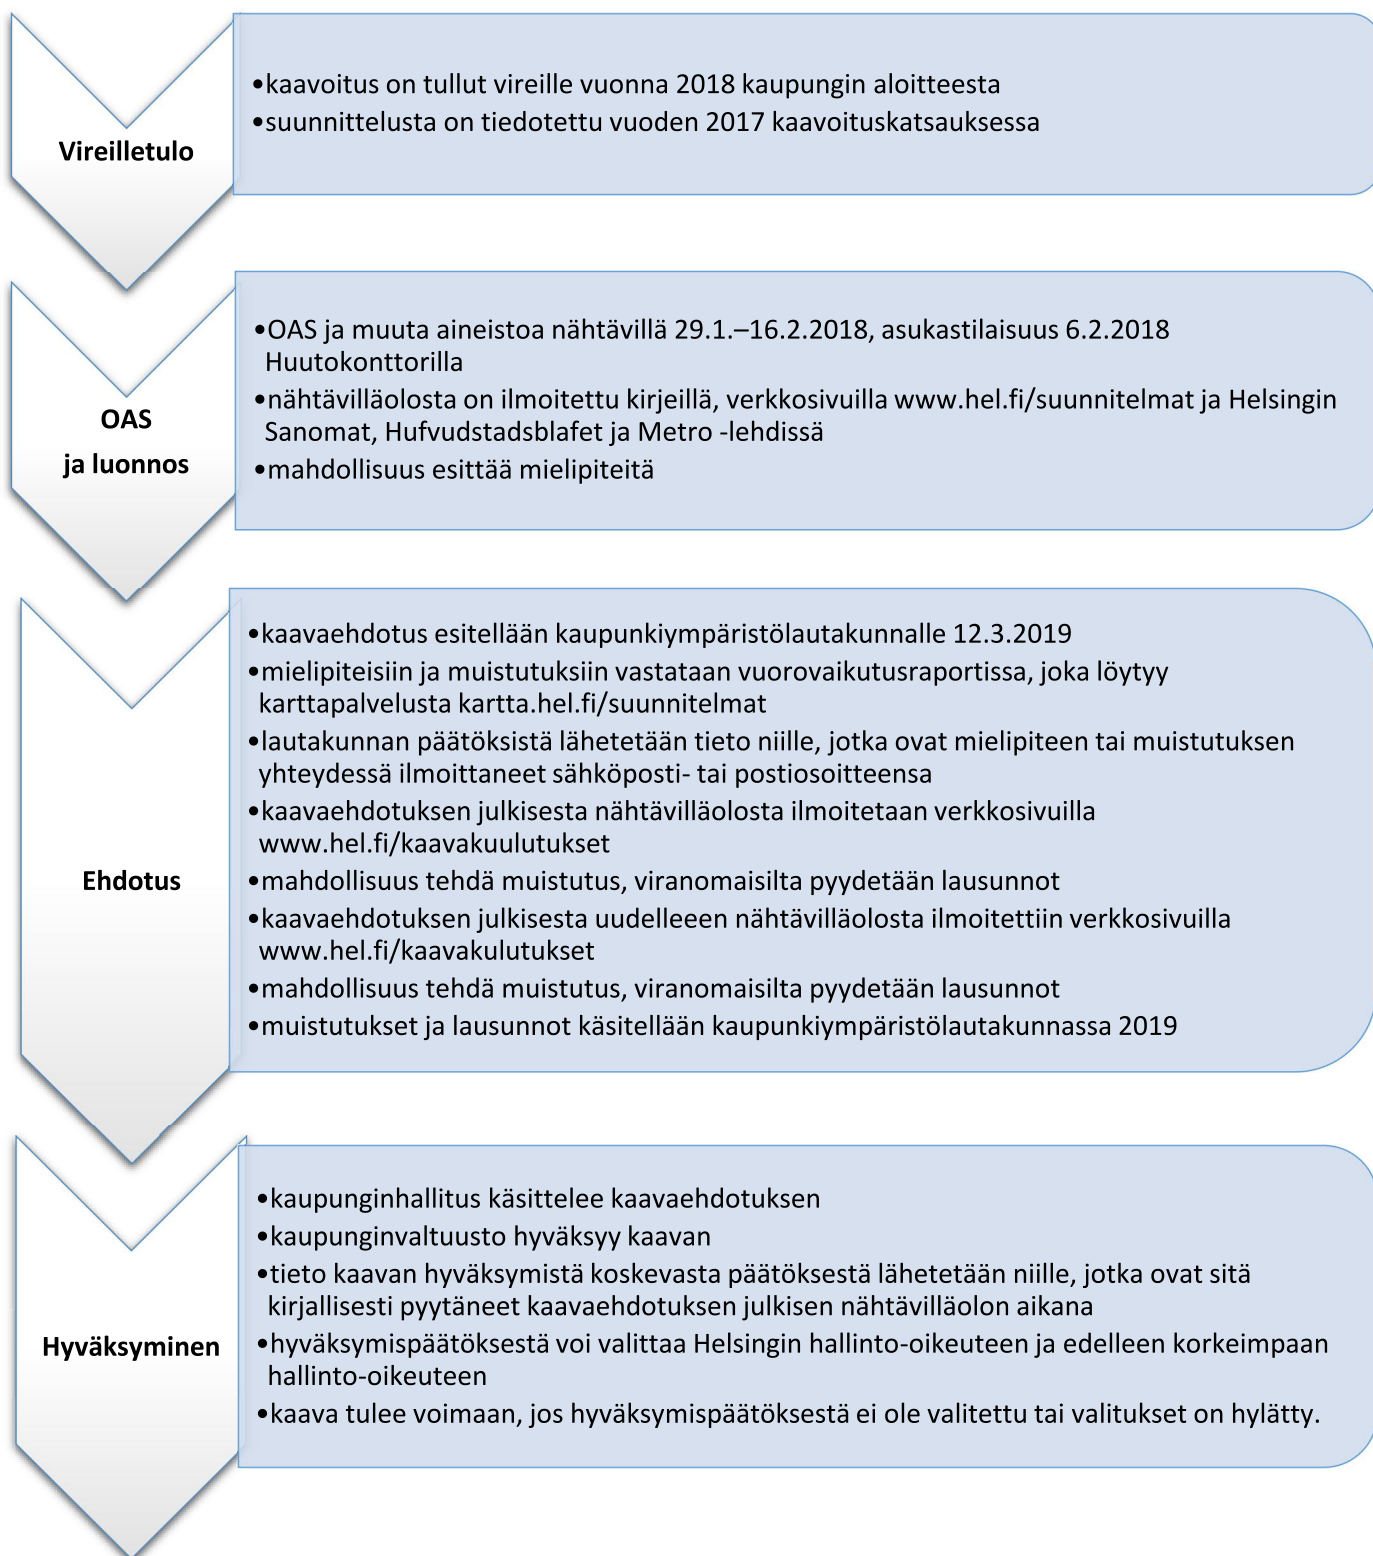 Vireilletulo
•kaavoitus on tullut vireille vuonna 2018 kaupungin aloitteesta
•suunnittelusta on tiedotettu vuoden 2017 kaavoituskatsauksessa
OAS
ja luonnos
•OAS ja muuta aineistoa nähtävillä 29.1.–16.2.2018, asukastilaisuus 6.2.2018
Huutokonttorilla
•nähtävilläolosta on ilmoitettu kirjeillä, verkkosivuilla www.hel.fi/suunnitelmat ja Helsingin
Sanomat, Hufvudstadsblafet ja Metro -lehdissä
•mahdollisuus esittää mielipiteitä
Ehdotus
•kaavaehdotus esitellään kaupunkiympäristölautakunnalle 12.3.2019
•mielipiteisiin ja muistutuksiin vastataan vuorovaikutusraportissa, joka löytyy
karttapalvelusta kartta.hel.fi/suunnitelmat
•lautakunnan päätöksistä lähetetään tieto niille, jotka ovat mielipiteen tai muistutuksen
yhteydessä ilmoittaneet sähköposti- tai postiosoitteensa
•kaavaehdotuksen julkisesta nähtävilläolosta ilmoitetaan verkkosivuilla
www.hel.fi/kaavakuulutukset
•mahdollisuus tehdä muistutus, viranomaisilta pyydetään lausunnot
•kaavaehdotuksen julkisesta uudelleeen nähtävilläolosta ilmoitettiin verkkosivuilla
www.hel.fi/kaavakulutukset
•mahdollisuus tehdä muistutus, viranomaisilta pyydetään lausunnot
•muistutukset ja lausunnot käsitellään kaupunkiympäristölautakunnassa 2019
Hyväksyminen
•kaupunginhallitus käsittelee kaavaehdotuksen
•kaupunginvaltuusto hyväksyy kaavan
•tieto kaavan hyväksymistä koskevasta päätöksestä lähetetään niille, jotka ovat sitä
kirjallisesti pyytäneet kaavaehdotuksen julkisen nähtävilläolon aikana
•hyväksymispäätöksestä voi valittaa Helsingin hallinto-oikeuteen ja edelleen korkeimpaan
hallinto-oikeuteen
•kaava tulee voimaan, jos hyväksymispäätöksestä ei ole valitettu tai valitukset on hylätty.